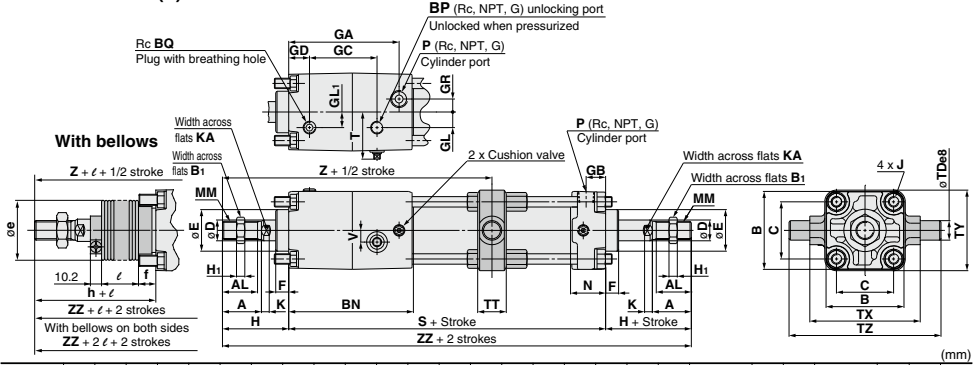 BP (Rc, NPT, G) unlocking port
Unlocked when pressurized
GA
Rc BQ
Plug with breathing hole
GD
GC
P (Rc, NPT, G)
Cylinder port
GL1
T
GR
GL
With bellows
Width across
flats KA
Width across
flats B1
P (Rc, NPT, G)
Cylinder port
2 x Cushion valve
Width across flats KA
Width across flats B1
4 x J
øTDe8
Z + ℓ + 1/2 stroke
Z + 1/2 stroke
GB
MM
MM
øe
øE
øD
V
øD
øE
B
C
TY
10.2
ℓ
f
h + ℓ
H1
AL
F
A
K
BN
TT
N
F
H1
AL
K
A
C
B
TX
TZ
ZZ + ℓ + 2 strokes
H
S + Stroke
H + Stroke
With bellows on both sides
ZZ + 2 ℓ + 2 strokes
ZZ + 2 strokes
(mm)